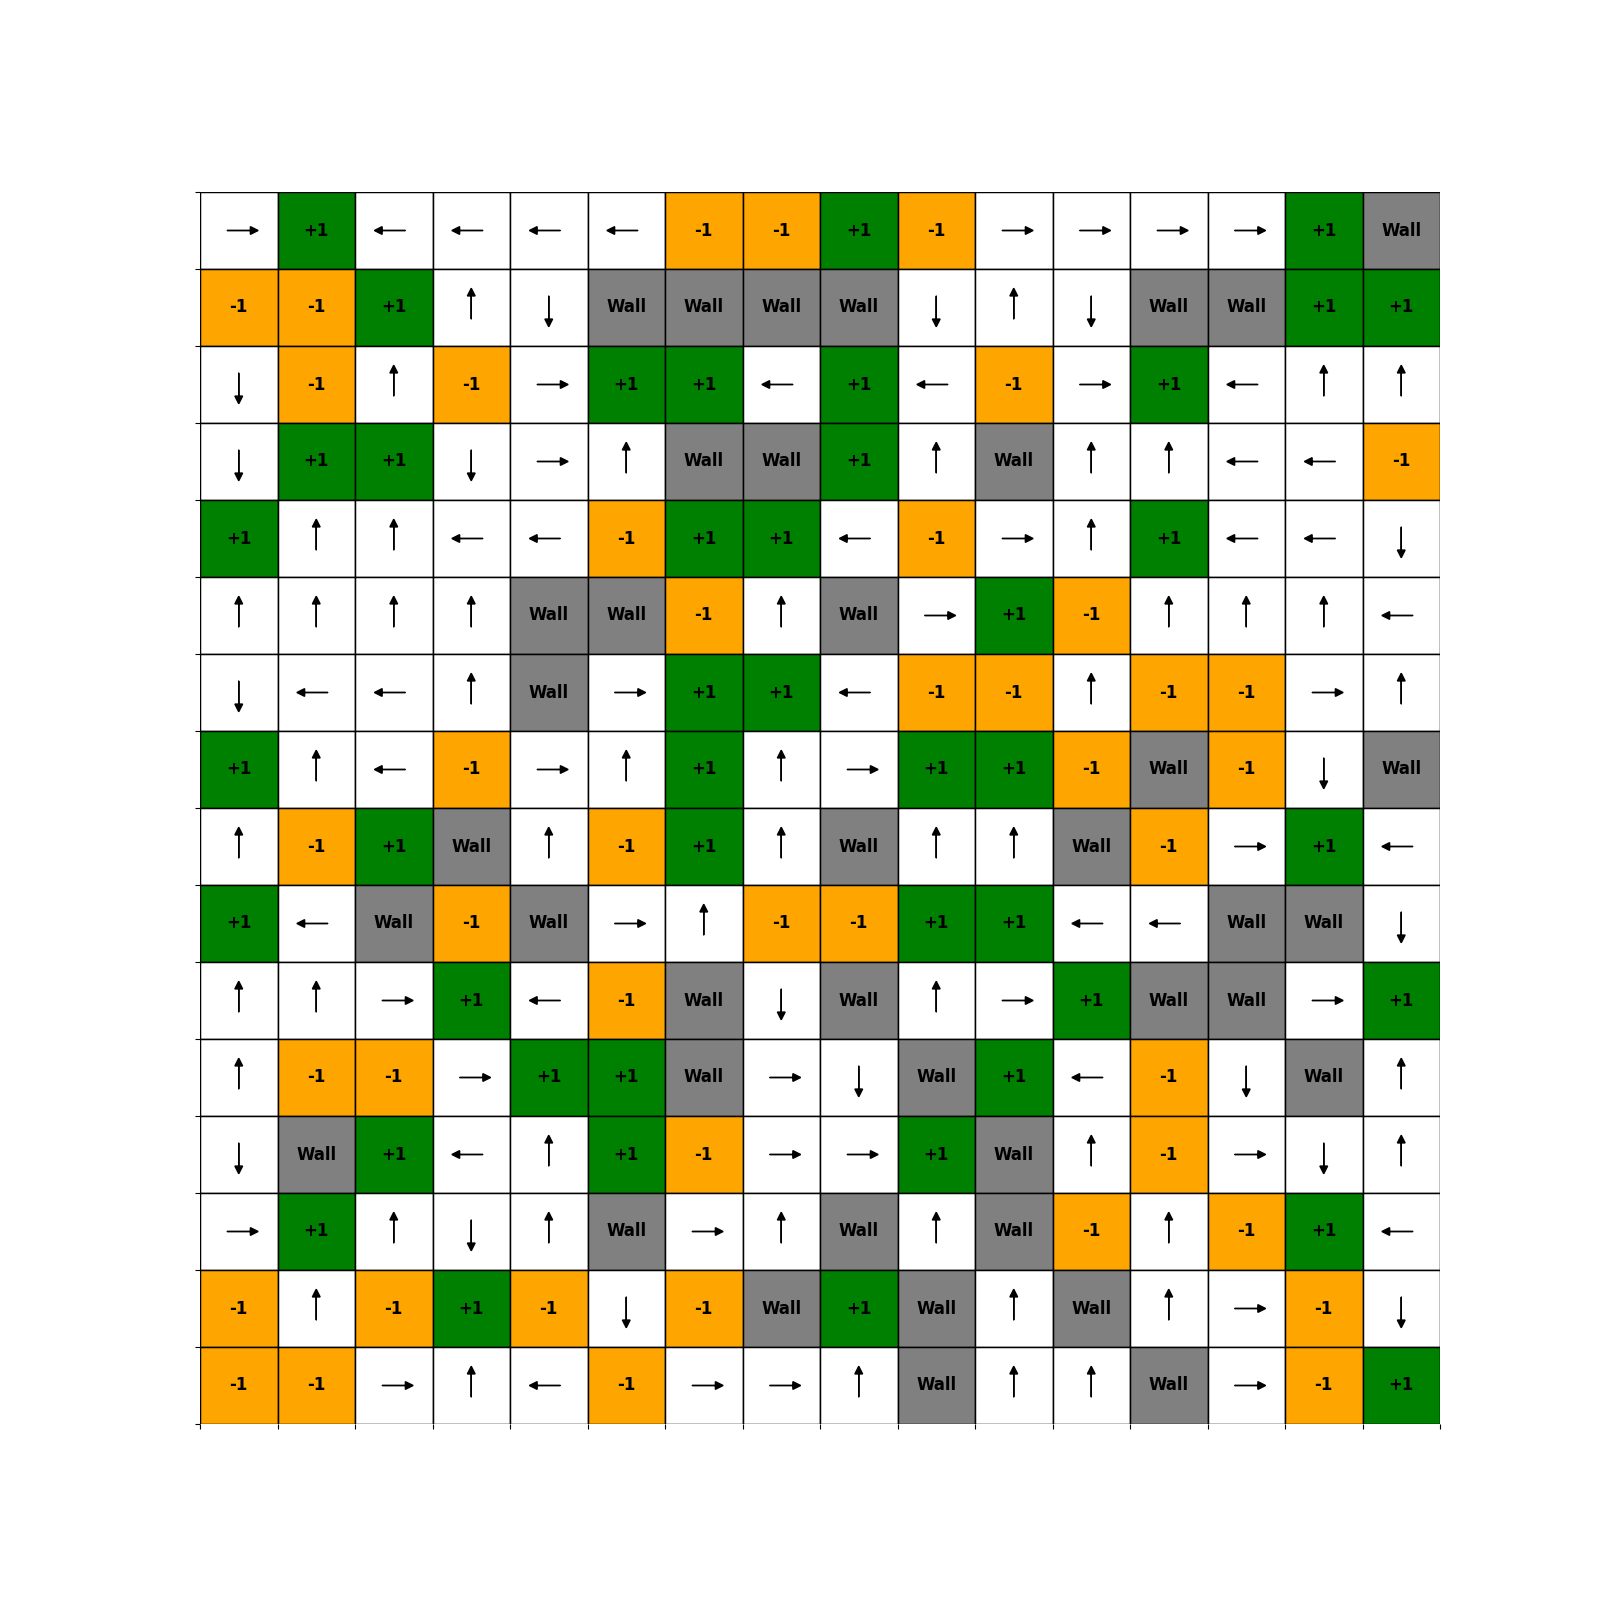 → +1 ← ← ← ← -1 -1 +1 -1 → → → → +1 Wall
-1 -1 +1 ↑ ↓ Wall Wall Wall Wall ↓ ↑ ↓ Wall Wall +1 +1
↓ -1 ↑ -1 → +1 +1 ← +1 ← -1 → +1 ← ↑ ↑
↓ +1 +1 ↓ → ↑ Wall Wall +1 ↑ Wall ↑ ↑ ← ← -1
+1 ↑ ↑ ← ← -1 +1 +1 ← -1 → ↑ +1 ← ← ↓
↑ ↑ ↑ ↑ Wall Wall -1 ↑ Wall → +1 -1 ↑ ↑ ↑ ←
↓ ← ← ↑ Wall → +1 +1 ← -1 -1 ↑ -1 -1 → ↑
+1 ↑ ← -1 → ↑ +1 ↑ → +1 +1 -1 Wall -1 ↓ Wall
↑ -1 +1 Wall ↑ -1 +1 ↑ Wall ↑ ↑ Wall -1 → +1 ←
+1 ← Wall -1 Wall → ↑ -1 -1 +1 +1 ← ← Wall Wall ↓
↑ ↑ → +1 ← -1 Wall ↓ Wall ↑ → +1 Wall Wall → +1
↑ -1 -1 → +1 +1 Wall → ↓ Wall +1 ← -1 ↓ Wall ↑
↓ Wall +1 ← ↑ +1 -1 → → +1 Wall ↑ -1 → ↓ ↑
→ +1 ↑ ↓ ↑ Wall → ↑ Wall ↑ Wall -1 ↑ -1 +1 ←
-1 ↑ -1 +1 -1 ↓ -1 Wall +1 Wall ↑ Wall ↑ → -1 ↓
-1 -1 → ↑ ← -1 → → ↑ Wall ↑ ↑ Wall → -1 +1